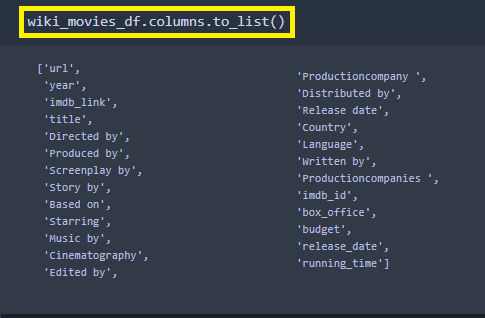 wiki_movies_df.columns.to_list()
['url',
'year',
'imdb_link',
'title',
'Directed by',
'Produced by',
'Screenplay by',
'Story by',
'Based on',
'Starring',
'Music by',
'Cinematography',
'Edited by',
'Productioncompany ',
'Distributed by',
'Release date',
'Country',
'Language',
'Written by',
'Productioncompanies ',
'imdb_id',
'box_office',
'budget',
'release_date',
'running_time']